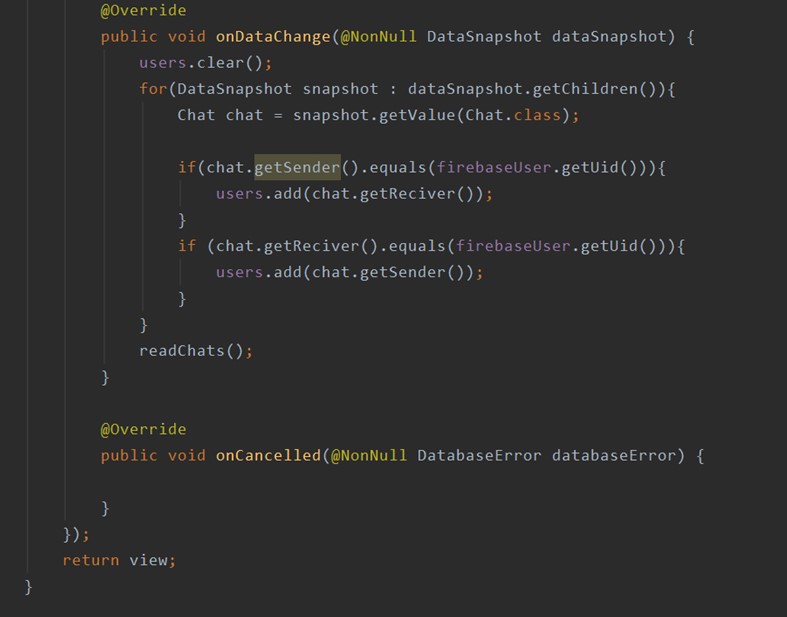 @Override
public void onDataChange(@NonNull DataSnapshot dataSnapshot) {
users.clear();
for(DataSnapshot snapshot : dataSnapshot.getChildren()){
Chat chat = snapshot.getValue(Chat.class);
if(chat.getSender().equals(firebaseUser.getUid())){
users.add(chat.getReciver());
}
if (chat.getReciver().equals(firebaseUser.getUid())){
users.add(chat.getSender());
}
}
readChats();
}
@Override
public void onCancelled(@NonNull DatabaseError databaseError) {
}
});
return view;
}